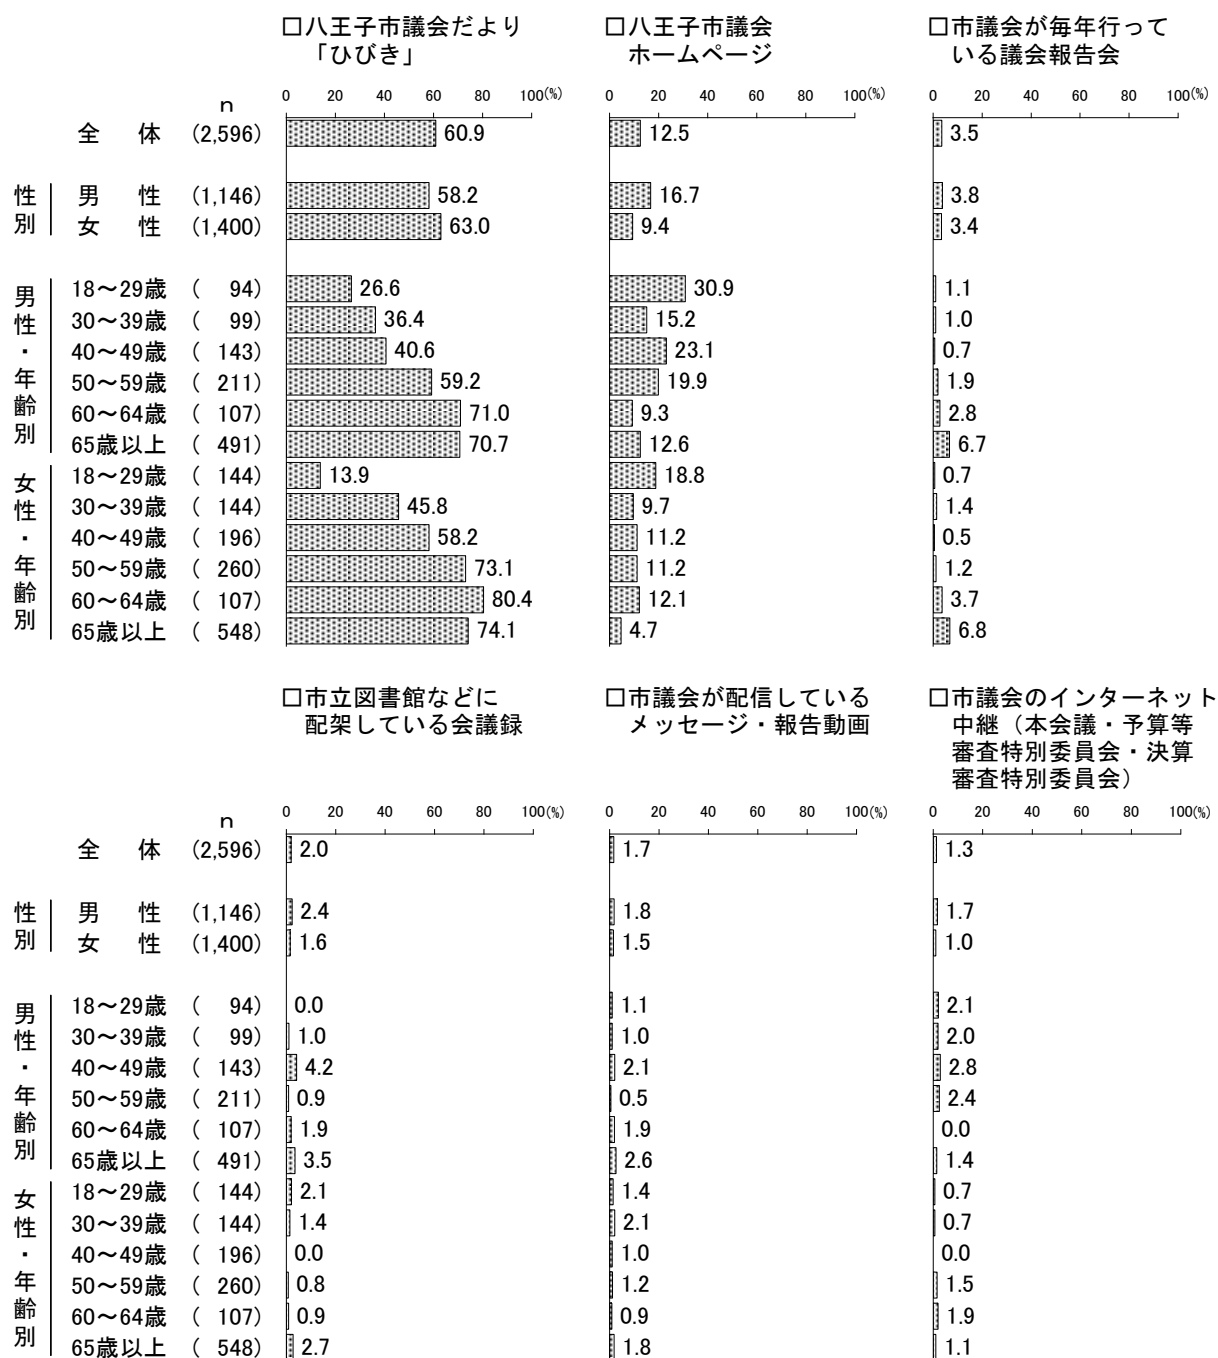 □八王子市議会だより
「ひびき」
□八王子市議会
ホームページ
□市議会が毎年行って
いる議会報告会
n 0 20 40 60 80 100(%) 0 20 40 60 80 100(%) 0 20 40 60 80 100(%)
全 体 (2,596) 60.9 12.5 3.5
性別
男 性 (1,146) 58.2 16.7 3.8
女 性 (1,400) 63.0 9.4 3.4
男性・年齢別
18～29歳 ( 94) 26.6 30.9 1.1
30～39歳 ( 99) 36.4 15.2 1.0
40～49歳 ( 143) 40.6 23.1 0.7
50～59歳 ( 211) 59.2 19.9 1.9
60～64歳 ( 107) 71.0 9.3 2.8
65歳以上 ( 491) 70.7 12.6 6.7
女性・年齢別
18～29歳 ( 144) 13.9 18.8 0.7
30～39歳 ( 144) 45.8 9.7 1.4
40～49歳 ( 196) 58.2 11.2 0.5
50～59歳 ( 260) 73.1 11.2 1.2
60～64歳 ( 107) 80.4 12.1 3.7
65歳以上 ( 548) 74.1 4.7 6.8
□市立図書館などに
配架している会議録
□市議会が配信している
メッセージ・報告動画
□市議会のインターネット
中継（本会議・予算等
審査特別委員会・決算
審査特別委員会）
n 0 20 40 60 80 100(%) 0 20 40 60 80 100(%) 0 20 40 60 80 100(%)
全 体 (2,596) 2.0 1.7 1.3
性別
男 性 (1,146) 2.4 1.8 1.7
女 性 (1,400) 1.6 1.5 1.0
男性・年齢別
18～29歳 ( 94) 0.0 1.1 2.1
30～39歳 ( 99) 1.0 1.0 2.0
40～49歳 ( 143) 4.2 2.1 2.8
50～59歳 ( 211) 0.9 0.5 2.4
60～64歳 ( 107) 1.9 1.9 0.0
65歳以上 ( 491) 3.5 2.6 1.4
女性・年齢別
18～29歳 ( 144) 2.1 1.4 0.7
30～39歳 ( 144) 1.4 2.1 0.7
40～49歳 ( 196) 0.0 1.0 0.0
50～59歳 ( 260) 0.8 1.2 1.5
60～64歳 ( 107) 0.9 0.9 1.9
65歳以上 ( 548) 2.7 1.8 1.1